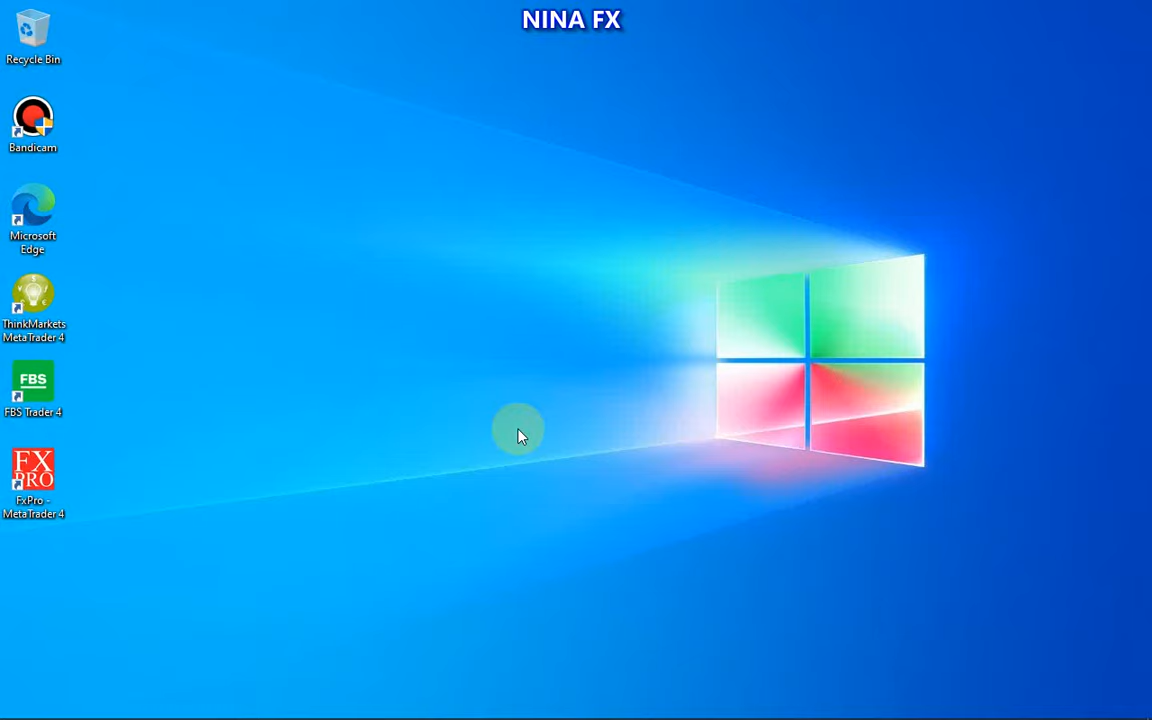 NINA FX
Recycle Bin
Bandicam
Microsoft
Edge
ThinkMarkets
MetaTrader 4
FBS
FBS Trader 4
FX
PRO
FxPro -
MetaTrader 4